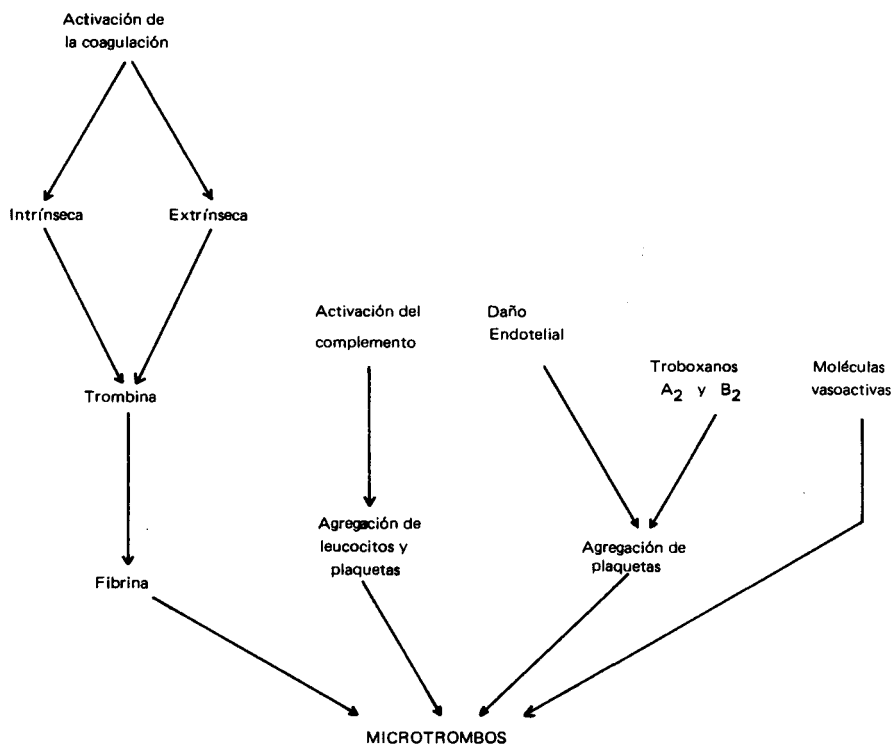 Activación de
la coagulación
Intrínseca
Extrínseca
Activación del
complemento
Daño
Endotelial
Troboxanos
A₂ y B₂
Moléculas
vasoactivas
Trombina
Agregación de
leucocitos y
plaquetas
Agregación de
plaquetas
Fibrina
MICROTROMBOS